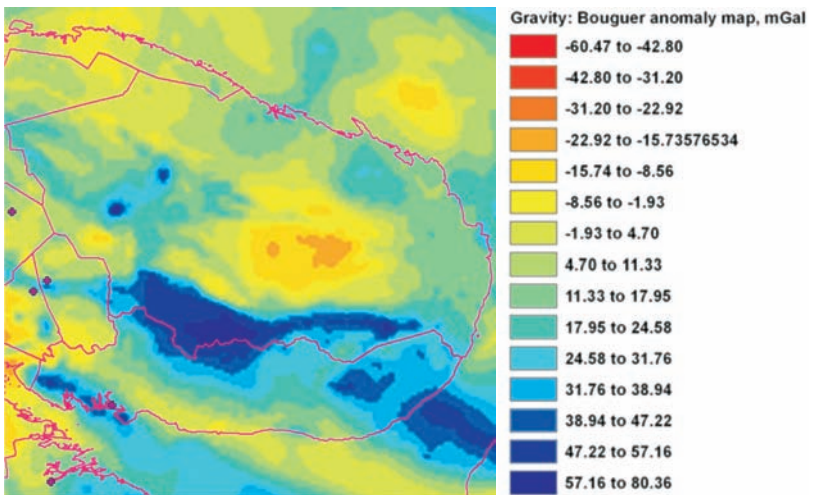 Gravity: Bouguer anomaly map, mGal
-60.47 to -42.80
-42.80 to -31.20
-31.20 to -22.92
-22.92 to -15.73576534
-15.74 to -8.56
-8.56 to -1.93
-1.93 to 4.70
4.70 to 11.33
11.33 to 17.95
17.95 to 24.58
24.58 to 31.76
31.76 to 38.94
38.94 to 47.22
47.22 to 57.16
57.16 to 80.36